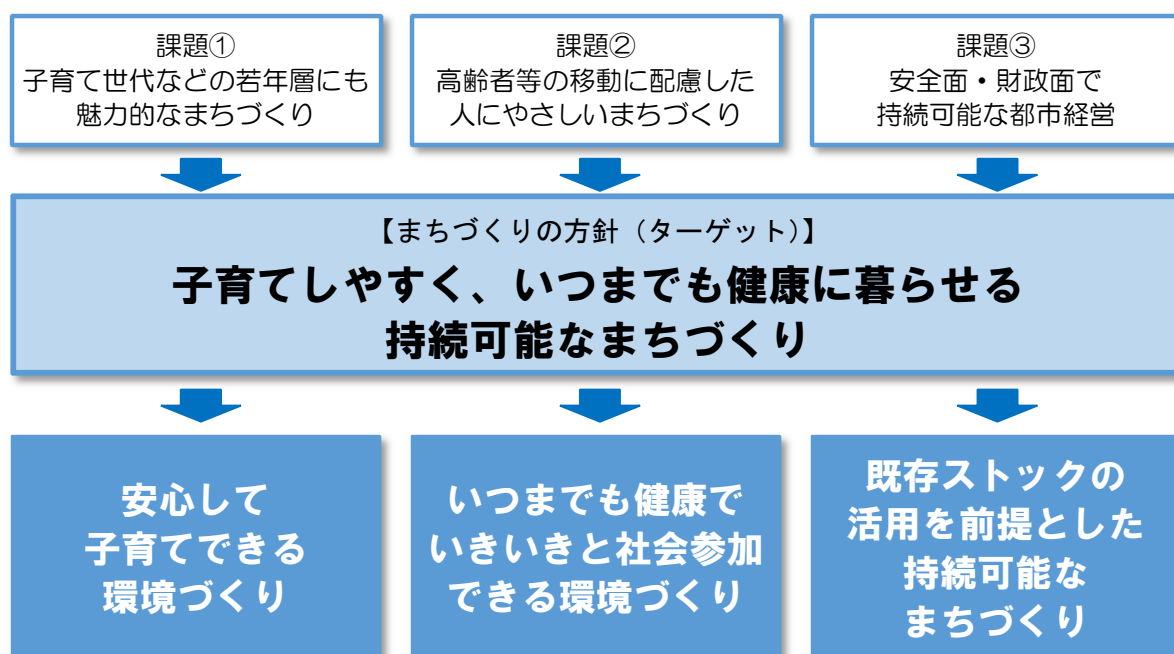 課題①
子育て世代などの若年層にも
魅力的なまちづくり
課題②
高齢者等の移動に配慮した
人にやさしいまちづくり
課題③
安全面・財政面で
持続可能な都市経営
【まちづくりの方針（ターゲット）】
子育てしやすく、いつまでも健康に暮らせる
持続可能なまちづくり
安心して
子育てできる
環境づくり
いつまでも健康で
いきいきと社会参加
できる環境づくり
既存ストックの
活用を前提とした
持続可能な
まちづくり